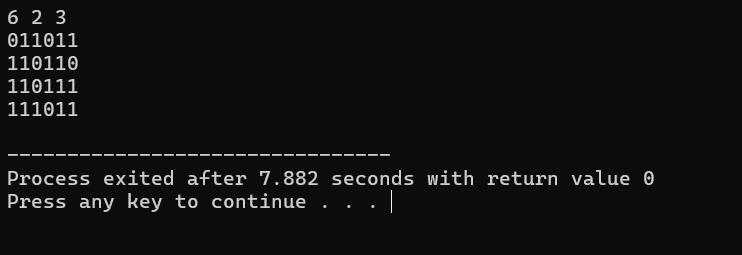 6 2 3
011011
110110
110111
111011
--------------------------------
Process exited after 7.882 seconds with return value 0
Press any key to continue . . .